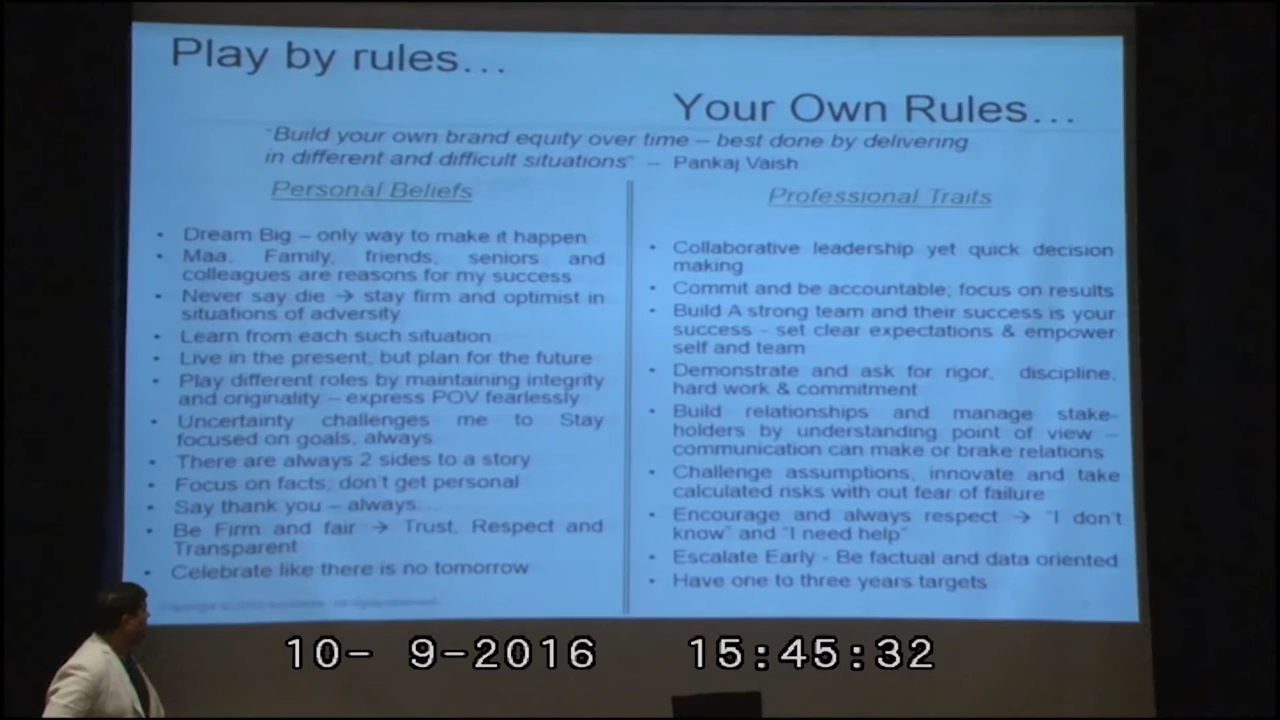 Play by rules...
Your Own Rules...
"Build your own brand equity over time – best done by delivering
in different and difficult situations" – Pankaj Vaish
Personal Beliefs
• Dream Big – only way to make it happen
• Maa, Family, friends, seniors and
colleagues are reasons for my success
• Never say die → stay firm and optimist in
situations of adversity
• Learn from each such situation
• Live in the present, but plan for the future
• Play different roles by maintaining integrity
and originality – express POV fearlessly
• Uncertainty challenges me to Stay
focused on goals, always
• There are always 2 sides to a story
• Focus on facts, don't get personal
• Say thank you – always...
• Be Firm and fair → Trust, Respect and
Transparent
• Celebrate like there is no tomorrow
Professional Traits
• Collaborative leadership yet quick decision
making
• Commit and be accountable; focus on results
• Build A strong team and their success is your
success - set clear expectations & empower
self and team
• Demonstrate and ask for rigor, discipline,
hard work & commitment
• Build relationships and manage stake-
holders by understanding point of view –
communication can make or brake relations
• Challenge assumptions, innovate and take
calculated risks with out fear of failure
• Encourage and always respect → "I don't
know" and "I need help"
• Escalate Early - Be factual and data oriented
• Have one to three years targets
10- 9-2016 15:45:32